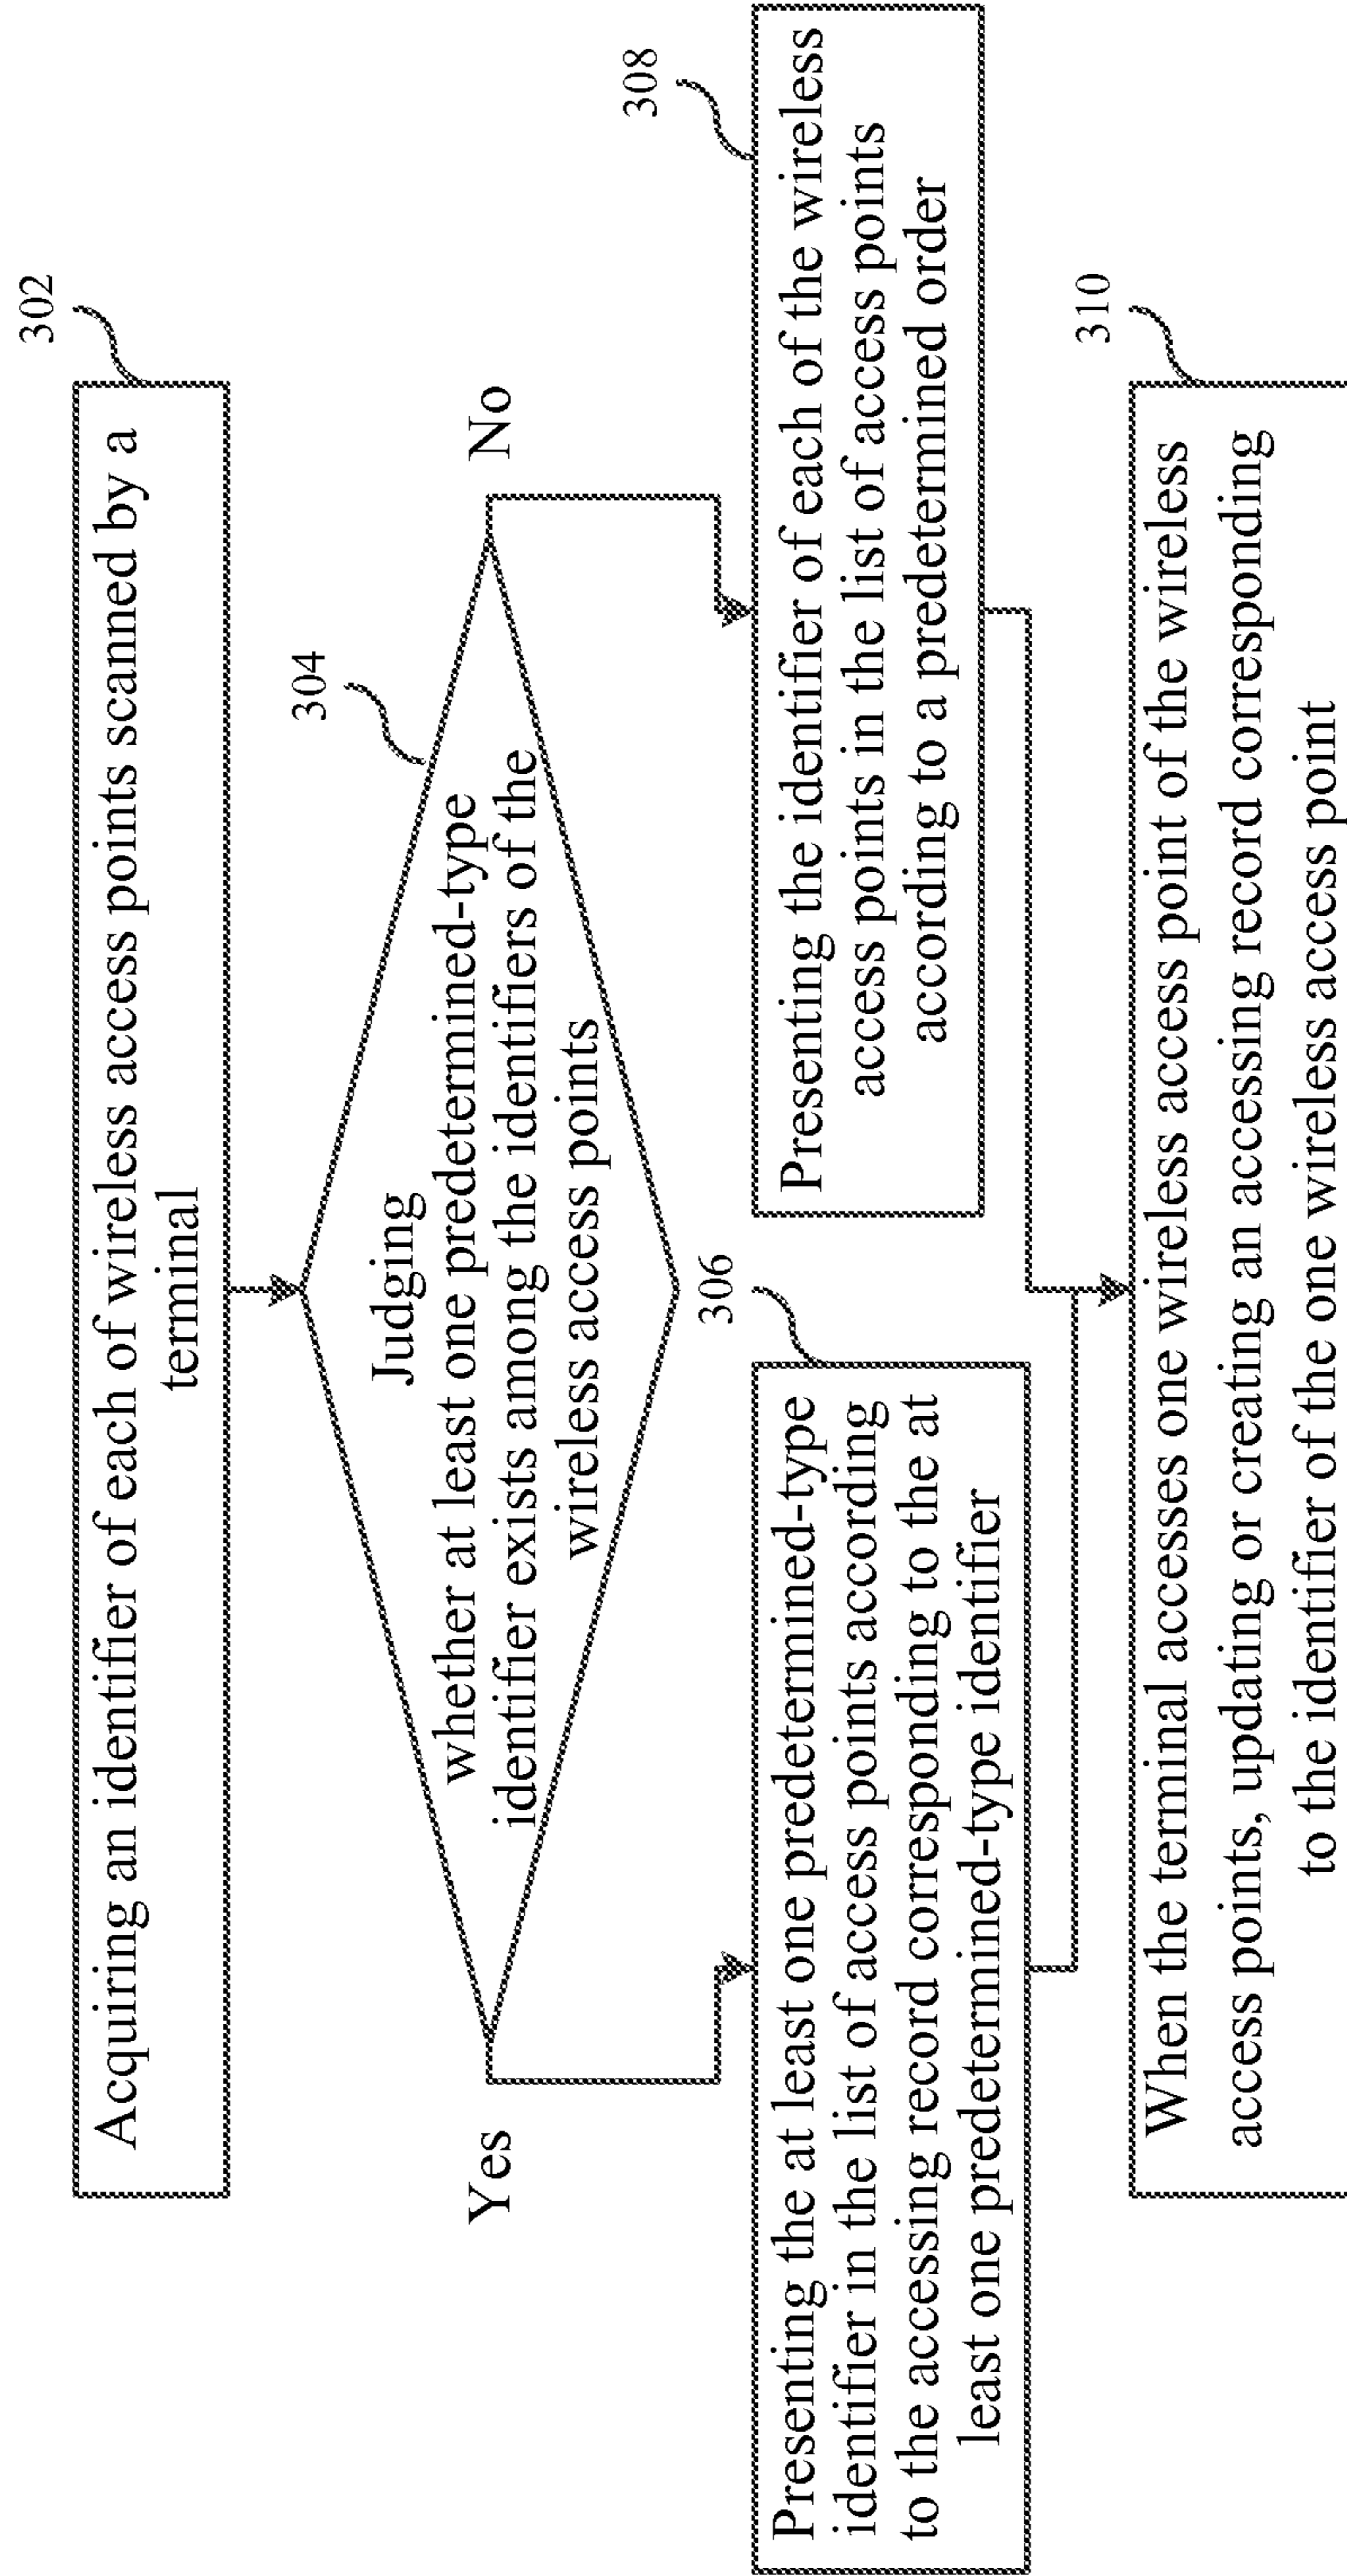 302
Acquiring an identifier of each of wireless access points scanned by a
terminal
304
Judging
whether at least one predetermined-type
identifier exists among the identifiers of the
wireless access points
Yes
No
306
Presenting the at least one predetermined-type
identifier in the list of access points according
to the accessing record corresponding to the at
least one predetermined-type identifier
308
Presenting the identifier of each of the wireless
access points in the list of access points
according to a predetermined order
310
When the terminal accesses one wireless access point of the wireless
access points, updating or creating an accessing record corresponding
to the identifier of the one wireless access point